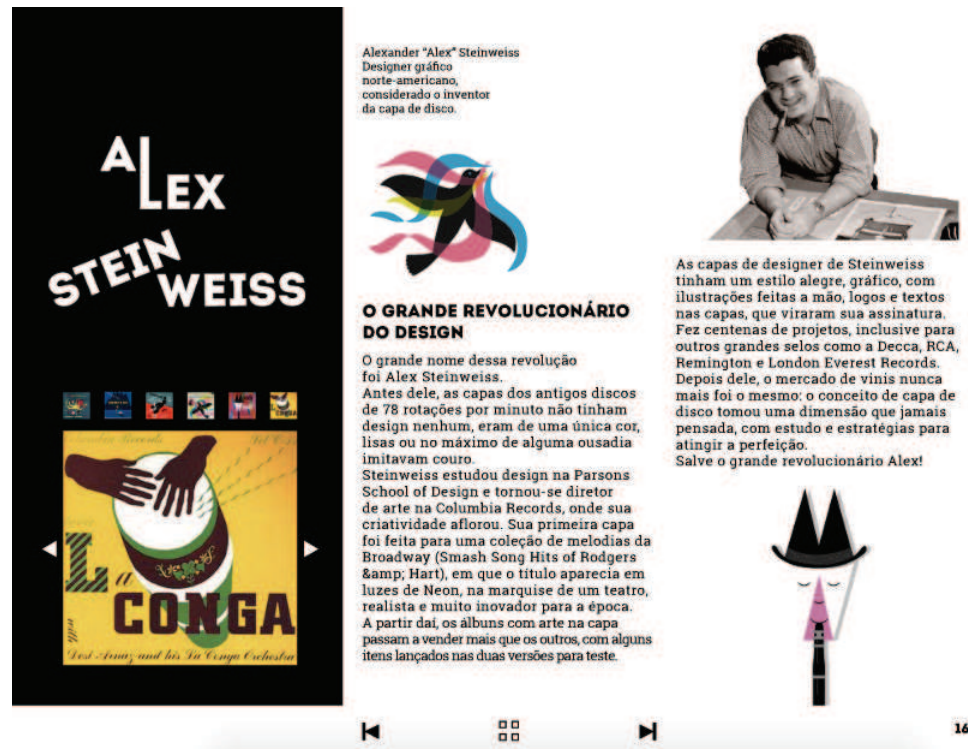 ALEX
STEIN
WEISS
La
CONGA
with
Desi Arnaz and his La Conga Orchestra
Alexander “Alex” Steinweiss
Designer gráfico
norte-americano,
considerado o inventor
da capa de disco.
O GRANDE REVOLUCIONÁRIO
DO DESIGN
O grande nome dessa revolução
foi Alex Steinweiss.
Antes dele, as capas dos antigos discos
de 78 rotações por minuto não tinham
design nenhum, eram de uma única cor,
lisas ou no máximo de alguma ousadia
imitavam couro.
Steinweiss estudou design na Parsons
School of Design e tornou-se diretor
de arte na Columbia Records, onde sua
criatividade aflorou. Sua primeira capa
foi feita para uma coleção de melodias da
Broadway (Smash Song Hits of Rodgers
&amp; Hart), em que o título aparecia em
luzes de Neon, na marquise de um teatro,
realista e muito inovador para a época.
A partir daí, os álbuns com arte na capa
passam a vender mais que os outros, com alguns
itens lançados nas duas versões para teste.
As capas de designer de Steinweiss
tinham um estilo alegre, gráfico, com
ilustrações feitas a mão, logos e textos
nas capas, que viraram sua assinatura.
Fez centenas de projetos, inclusive para
outros grandes selos como a Decca, RCA,
Remington e London Everest Records.
Depois dele, o mercado de vinis nunca
mais foi o mesmo: o conceito de capa de
disco tomou uma dimensão que jamais
pensada, com estudo e estratégias para
atingir a perfeição.
Salve o grande revolucionário Alex!
16